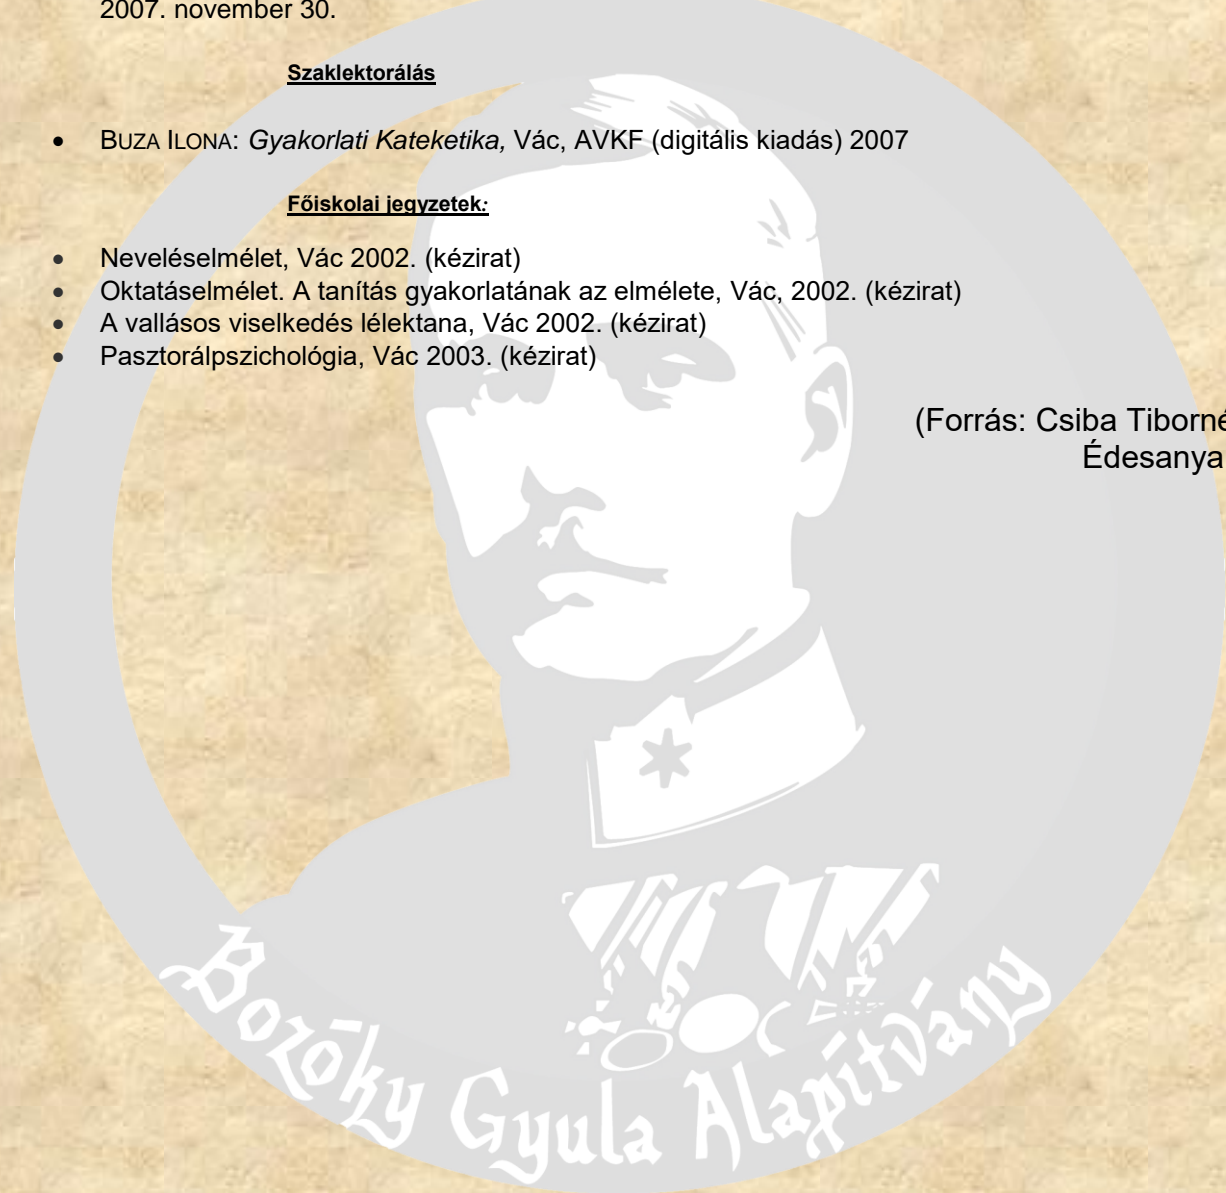 2007. november 30.
Szaklektorálás
• BUZA ILONA: Gyakorlati Kateketika, Vác, AVKF (digitális kiadás) 2007
Főiskolai jegyzetek:
• Neveléselmélet, Vác 2002. (kézirat)
• Oktatáselmélet. A tanítás gyakorlatának az elmélete, Vác, 2002. (kézirat)
• A vallásos viselkedés lélektana, Vác 2002. (kézirat)
• Pasztorálpszichológia, Vác 2003. (kézirat)
(Forrás: Csiba Tiborné
Édesanya
Bozóky Gyula Alapítvány